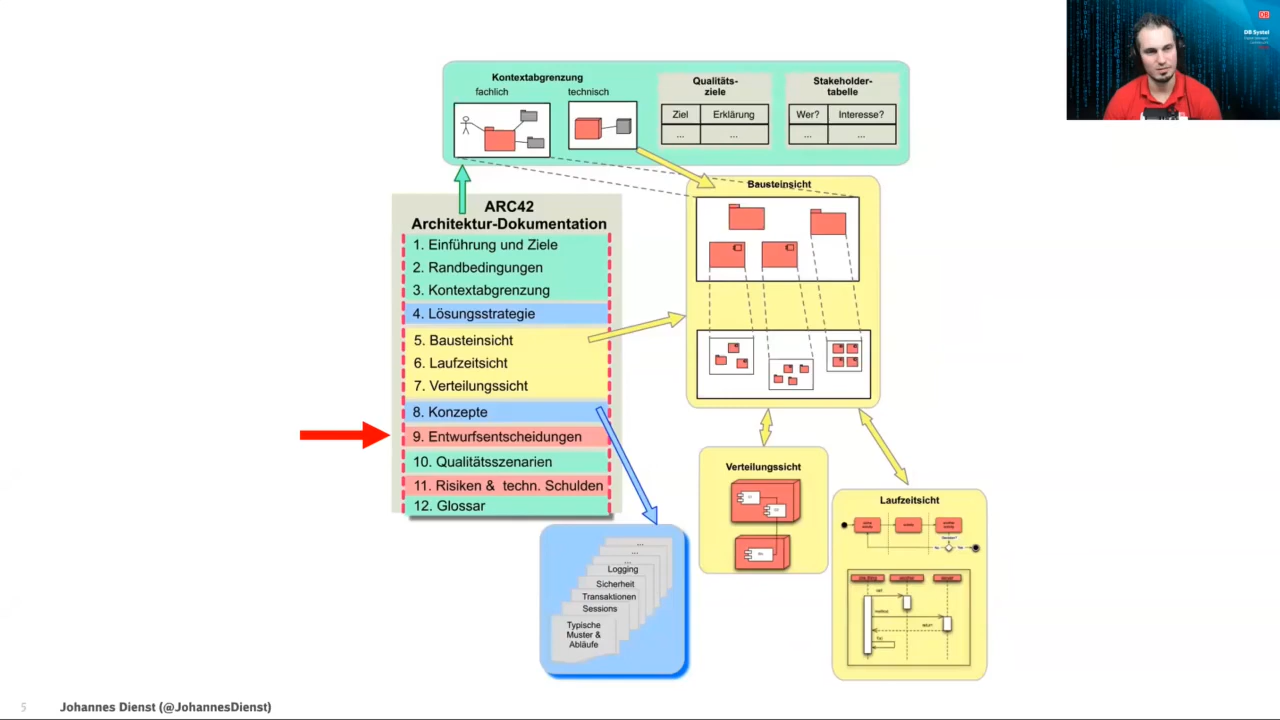 DB
DB Systel
Kontextabgrenzung
fachlich
technisch
Qualitäts-
ziele
Ziel
Erklärung
...
...
Stakeholder-
tabelle
Wer?
Interesse?
...
...
ARC42
Architektur-Dokumentation
1. Einführung und Ziele
2. Randbedingungen
3. Kontextabgrenzung
4. Lösungsstrategie
5. Bausteinsicht
6. Laufzeitsicht
7. Verteilungssicht
8. Konzepte
9. Entwurfsentscheidungen
10. Qualitätsszenarien
11. Risiken & techn. Schulden
12. Glossar
Bausteinsicht
Verteilungssicht
Laufzeitsicht
...
...
...
Logging
Sicherheit
Transaktionen
Sessions
Typische
Muster &
Abläufe
5
Johannes Dienst (@JohannesDienst)